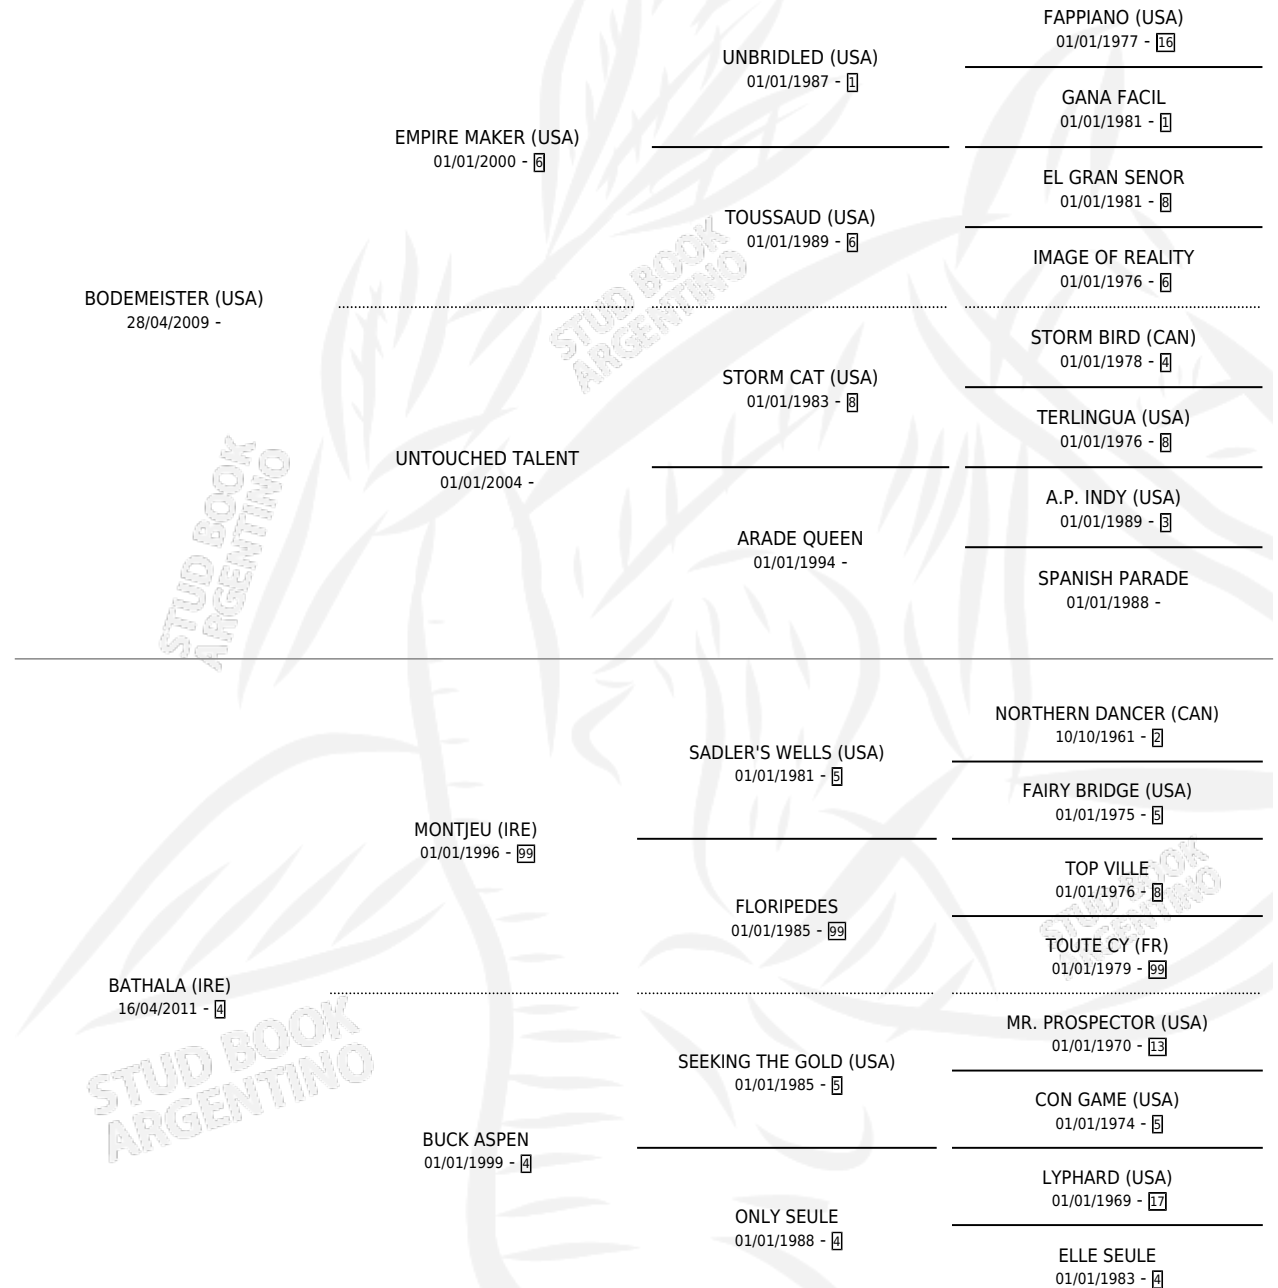 FAPPIANO (USA)
01/01/1977 - 16
UNBRIDLED (USA)
01/01/1987 - 1
GANA FACIL
01/01/1981 - 1
EMPIRE MAKER (USA)
01/01/2000 - 6
EL GRAN SENOR
01/01/1981 - 8
TOUSSAUD (USA)
01/01/1989 - 6
IMAGE OF REALITY
01/01/1976 - 6
BODEMEISTER (USA)
28/04/2009 -
STORM BIRD (CAN)
01/01/1978 - 4
STORM CAT (USA)
01/01/1983 - 8
TERLINGUA (USA)
01/01/1976 - 8
UNTOUCHED TALENT
01/01/2004 -
A.P. INDY (USA)
01/01/1989 - 3
ARADE QUEEN
01/01/1994 -
SPANISH PARADE
01/01/1988 -
NORTHERN DANCER (CAN)
10/10/1961 - 2
SADLER'S WELLS (USA)
01/01/1981 - 5
FAIRY BRIDGE (USA)
01/01/1975 - 5
MONTJEU (IRE)
01/01/1996 - 99
TOP VILLE
01/01/1976 - 8
FLORIPEDES
01/01/1985 - 99
TOUTE CY (FR)
01/01/1979 - 99
BATHALA (IRE)
16/04/2011 - 4
MR. PROSPECTOR (USA)
01/01/1970 - 13
SEEKING THE GOLD (USA)
01/01/1985 - 5
CON GAME (USA)
01/01/1974 - 5
BUCK ASPEN
01/01/1999 - 4
LYPHARD (USA)
01/01/1969 - 17
ONLY SEULE
01/01/1988 - 4
ELLE SEULE
01/01/1983 - 4
STUD BOOK
ARGENTINO
STUD BOOK
ARGENTINO
STUD BOOK
ARGENTINO
STUD BOOK
ARGENTINO